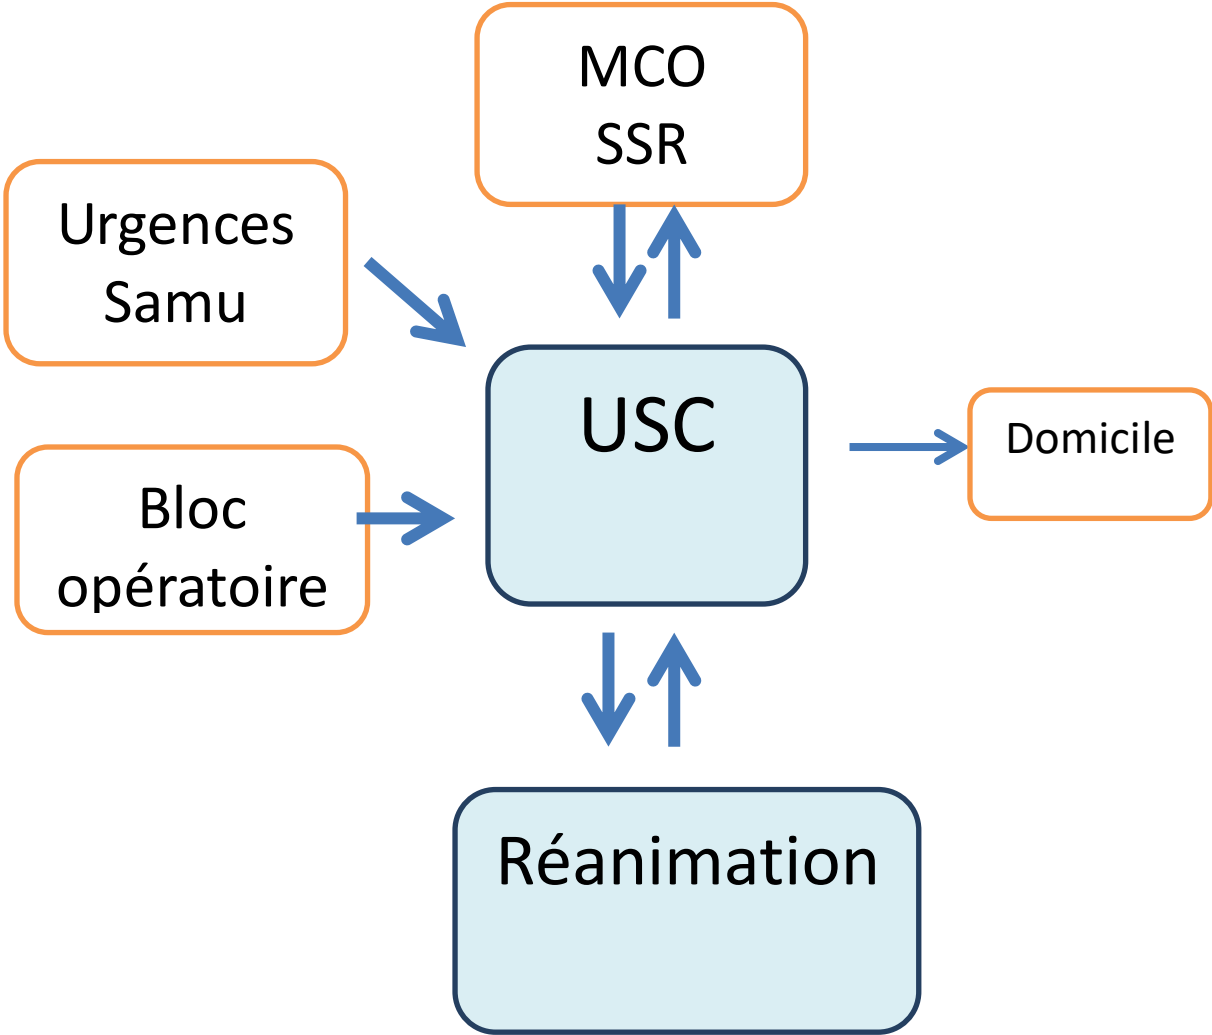 MCO
SSR
Urgences
Samu
USC
Domicile
Bloc
opératoire
Réanimation